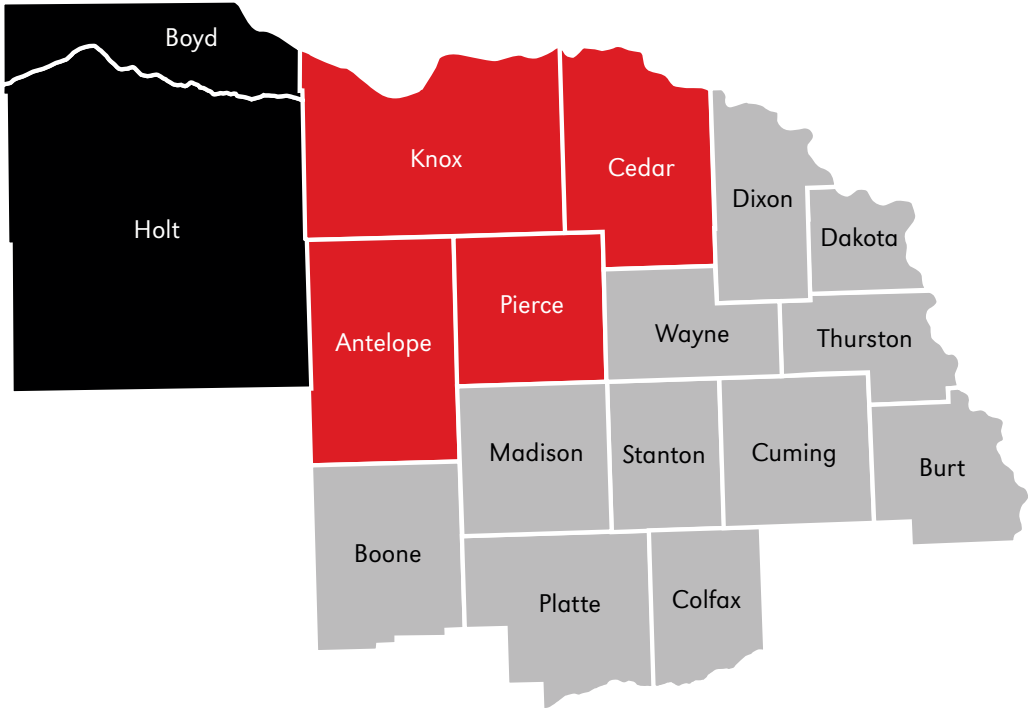 Boyd
Knox
Cedar
Dixon
Holt
Dakota
Pierce
Antelope
Wayne
Thurston
Madison
Stanton
Cuming
Burt
Boone
Platte
Colfax